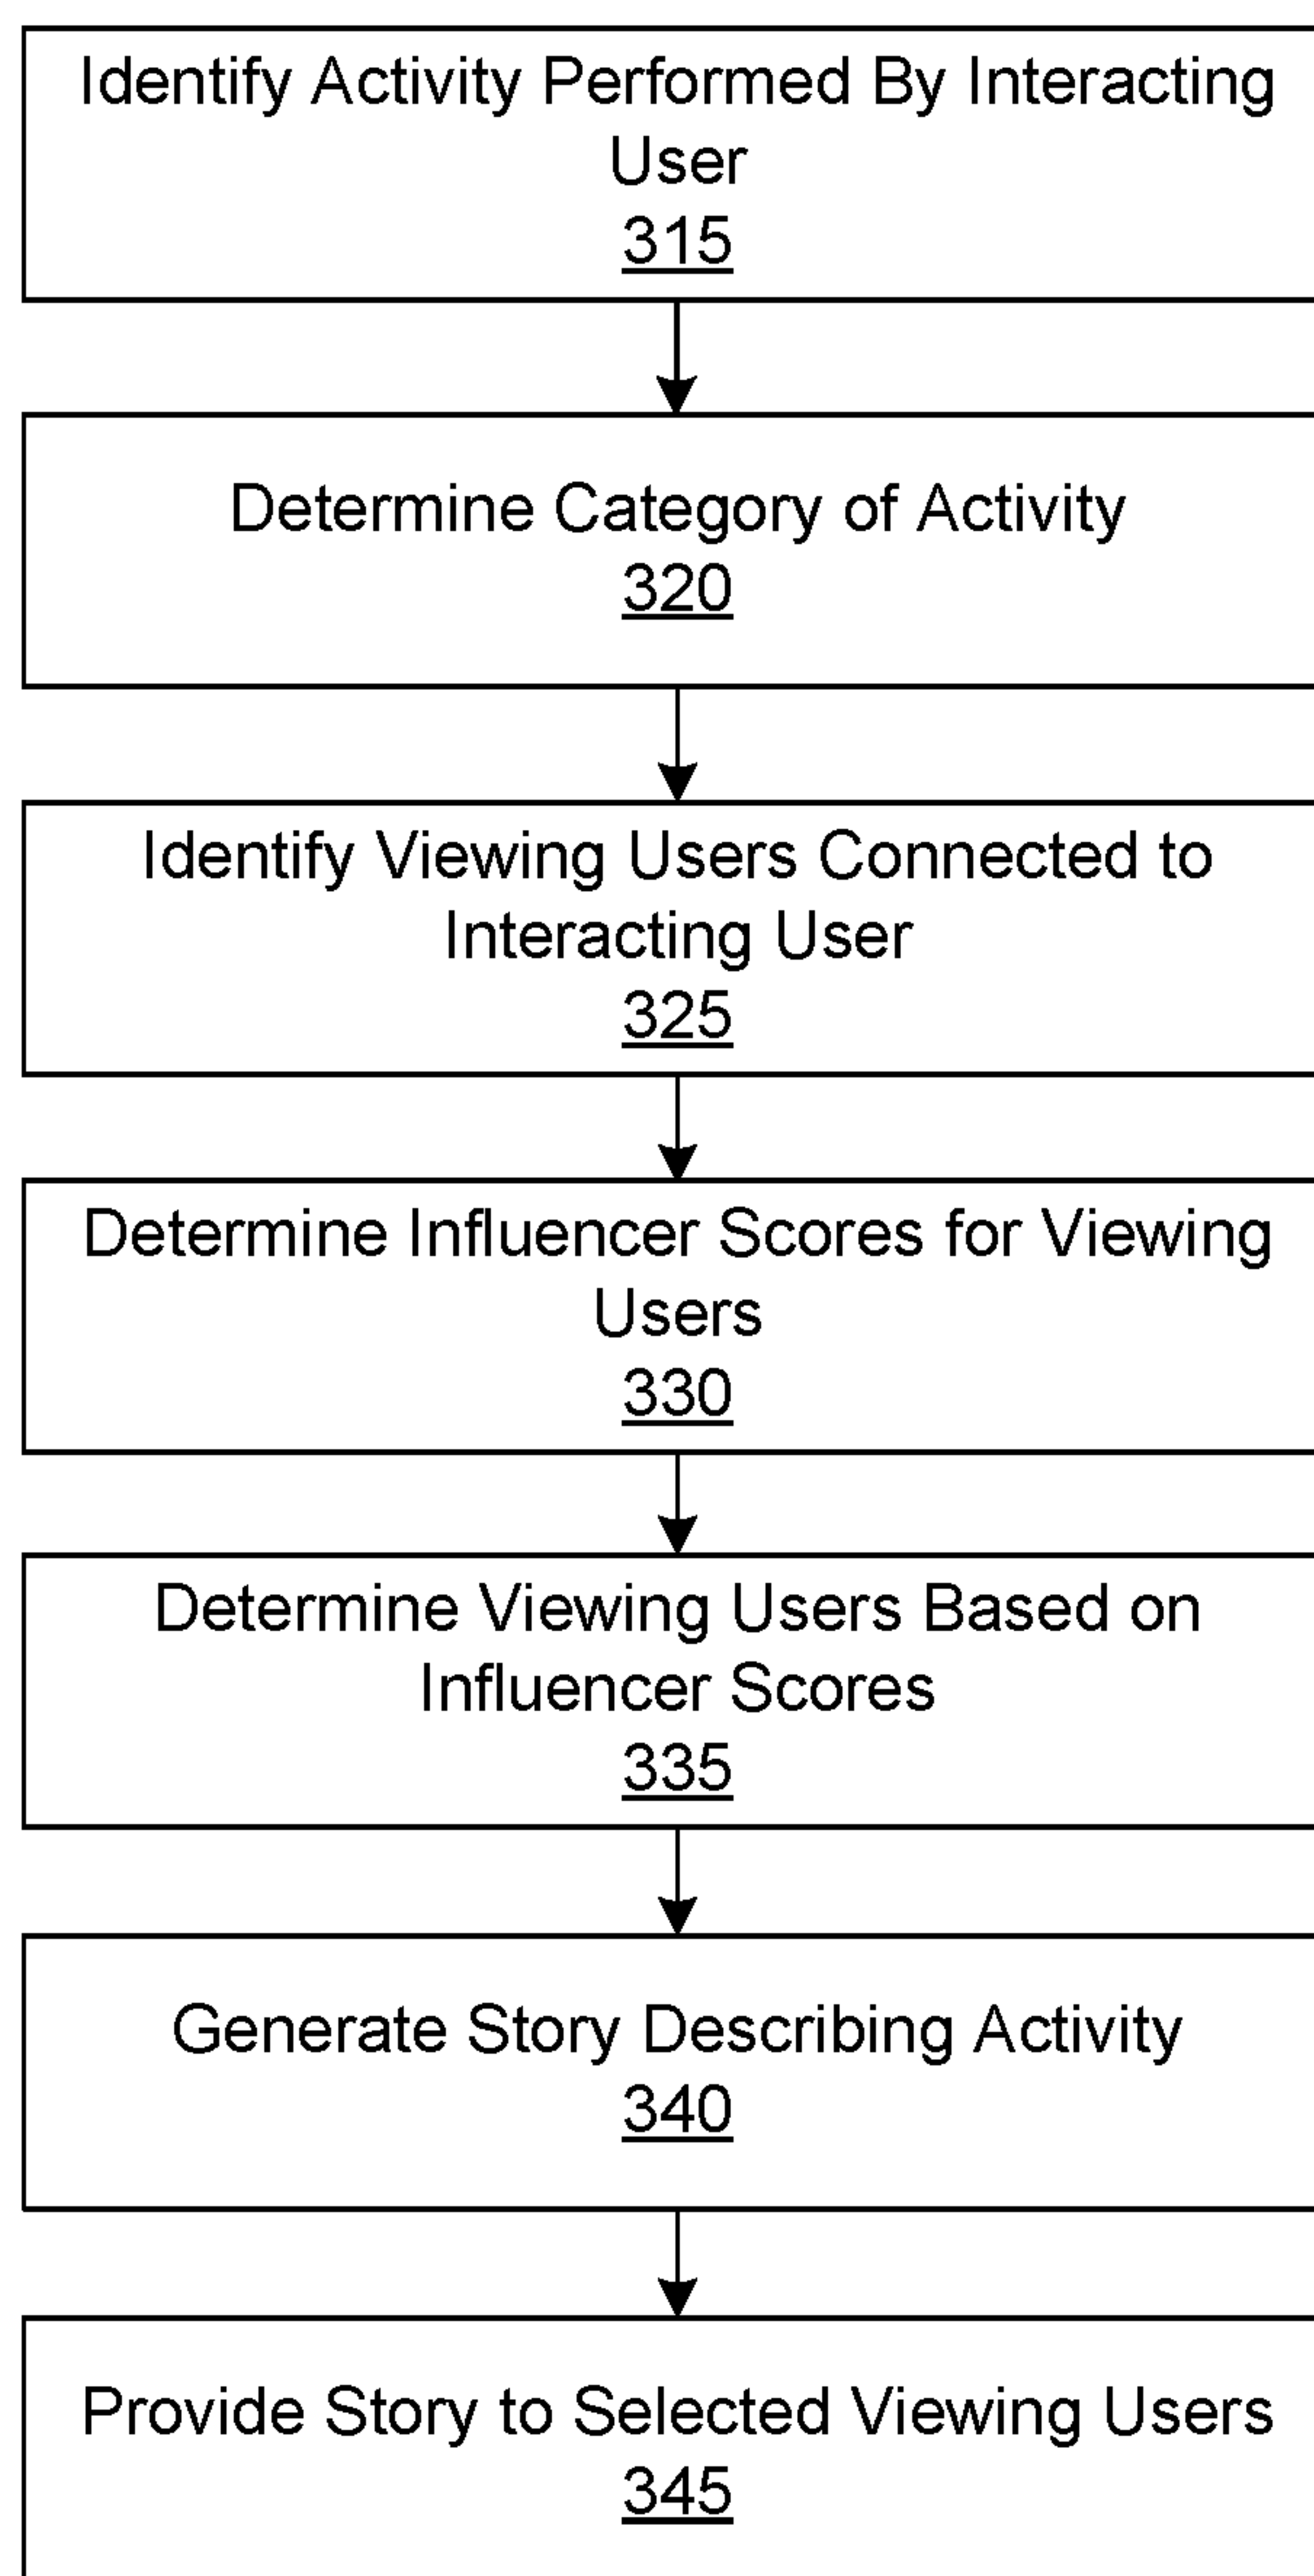 Identify Activity Performed By Interacting
User
315
Determine Category of Activity
320
Identify Viewing Users Connected to
Interacting User
325
Determine Influencer Scores for Viewing
Users
330
Determine Viewing Users Based on
Influencer Scores
335
Generate Story Describing Activity
340
Provide Story to Selected Viewing Users
345